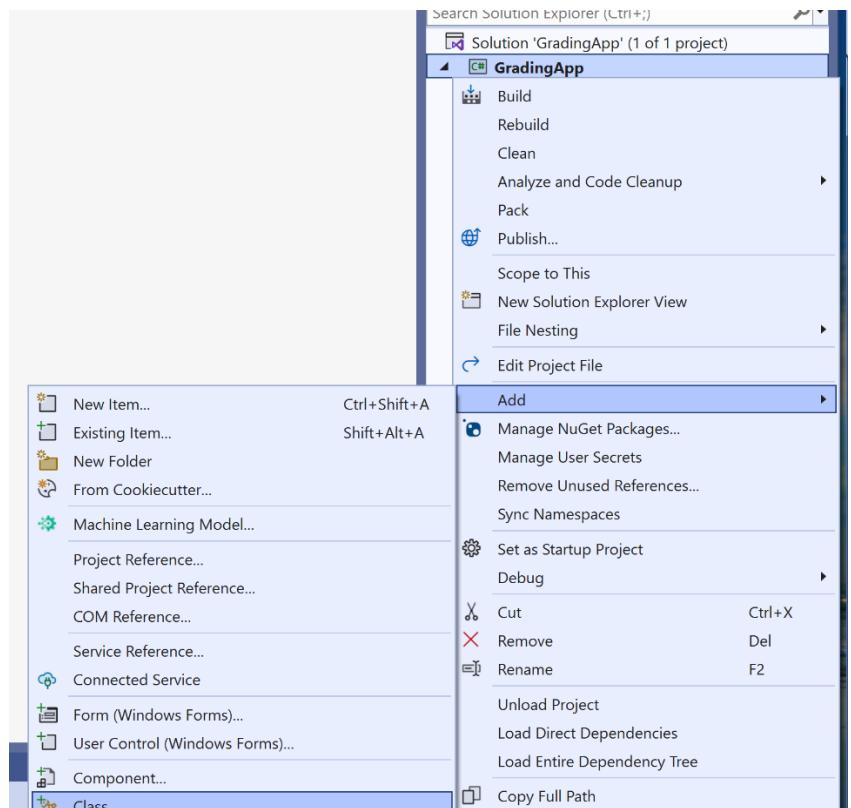 Search Solution Explorer (Ctrl+;)
Solution 'GradingApp' (1 of 1 project)
C# GradingApp
Build
Rebuild
Clean
Analyze and Code Cleanup
Pack
Publish...
Scope to This
New Solution Explorer View
File Nesting
Edit Project File
Add
Manage NuGet Packages...
Manage User Secrets
Remove Unused References...
Sync Namespaces
Set as Startup Project
Debug
Cut Ctrl+X
Remove Del
Rename F2
Unload Project
Load Direct Dependencies
Load Entire Dependency Tree
Copy Full Path
New Item... Ctrl+Shift+A
Existing Item... Shift+Alt+A
New Folder
From Cookiecutter...
Machine Learning Model...
Project Reference...
Shared Project Reference...
COM Reference...
Service Reference...
Connected Service
Form (Windows Forms)...
User Control (Windows Forms)...
Component...
Class